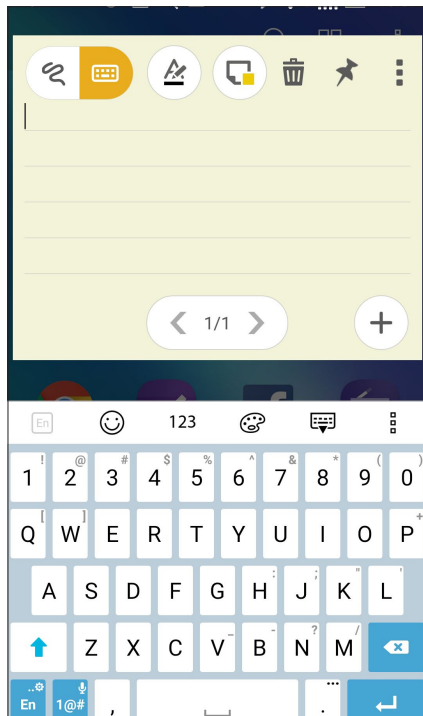 1/1
En 123
! @ # $ % ^ & * ( )
1 2 3 4 5 6 7 8 9 0
[ ] +
Q W E R T Y U I O P
: ; " '
A S D F G H J K L
_ - ? /
Z X C V B N M
En 1@# , .